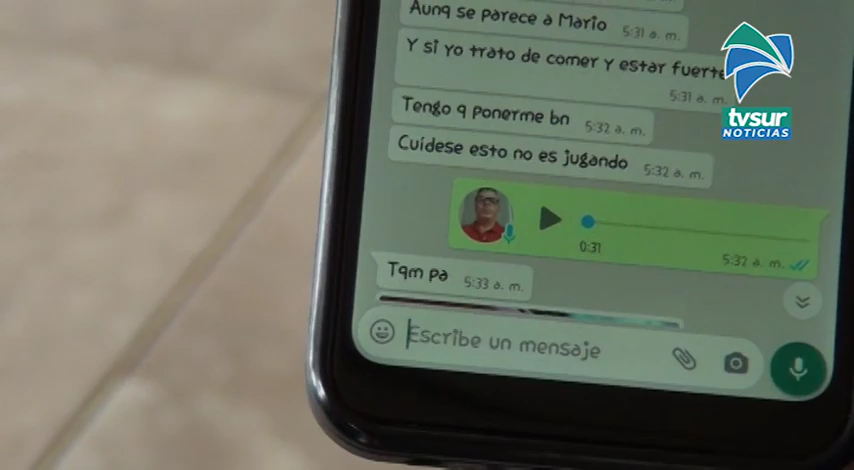 Aunq se parece a Mario
5:31 a. m.
Y si yo trato de comer y estar fuerte
5:31 a. m.
Tengo q ponerme bn
5:32 a. m.
Cuídese esto no es jugando
5:32 a. m.
0:31
5:32 a. m.
Tqm pa
5:33 a. m.
Escribe un mensaje
tvsur
NOTICIAS